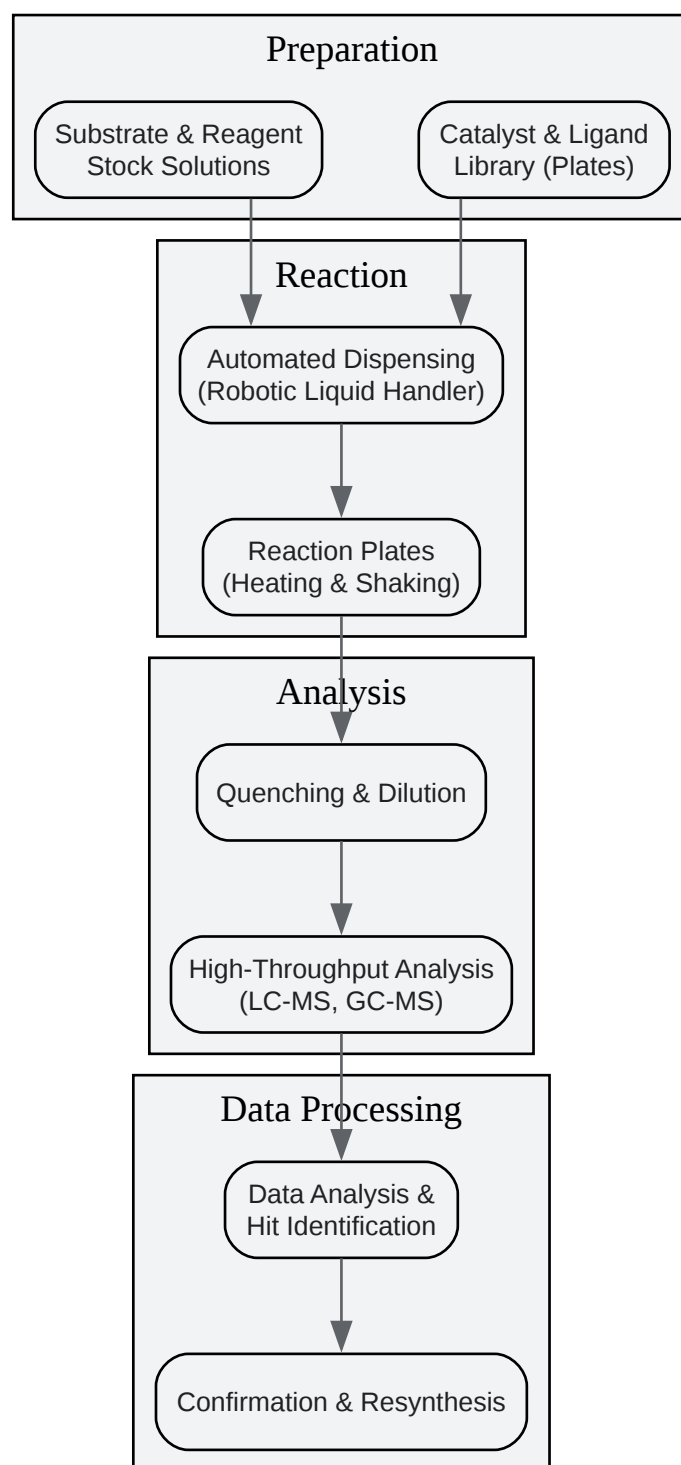 Preparation
Substrate & Reagent
Stock Solutions
Catalyst & Ligand
Library (Plates)
Reaction
Automated Dispensing
(Robotic Liquid Handler)
Reaction Plates
(Heating & Shaking)
Analysis
Quenching & Dilution
High-Throughput Analysis
(LC-MS, GC-MS)
Data Processing
Data Analysis &
Hit Identification
Confirmation & Resynthesis